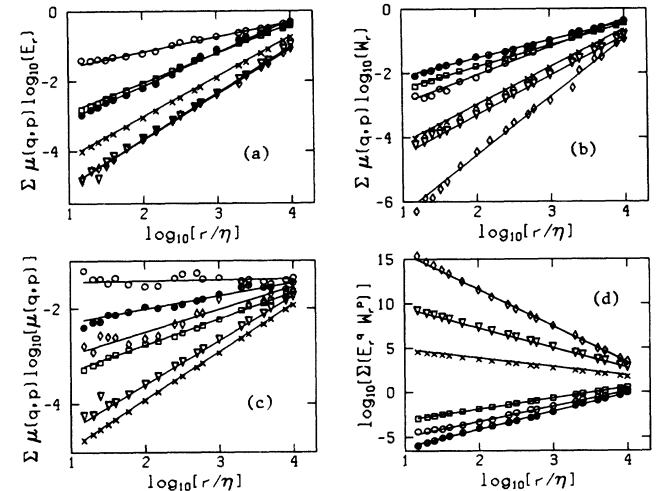 0
-2
-4
1
2
3
4
log₁₀[r/η]
Σ μ(q,p)log₁₀[E_r]
(a)
0
-2
-4
-6
1
2
3
4
log₁₀[r/η]
Σ μ(q,p)log₁₀[W_r]
(b)
-2
-4
1
2
3
4
log₁₀[r/η]
Σ μ(q,p)log₁₀[μ(q,p)]
(c)
15
10
5
0
-5
1
2
3
4
log₁₀[r/η]
log₁₀[Σ(E_r^q W_r^p)]
(d)